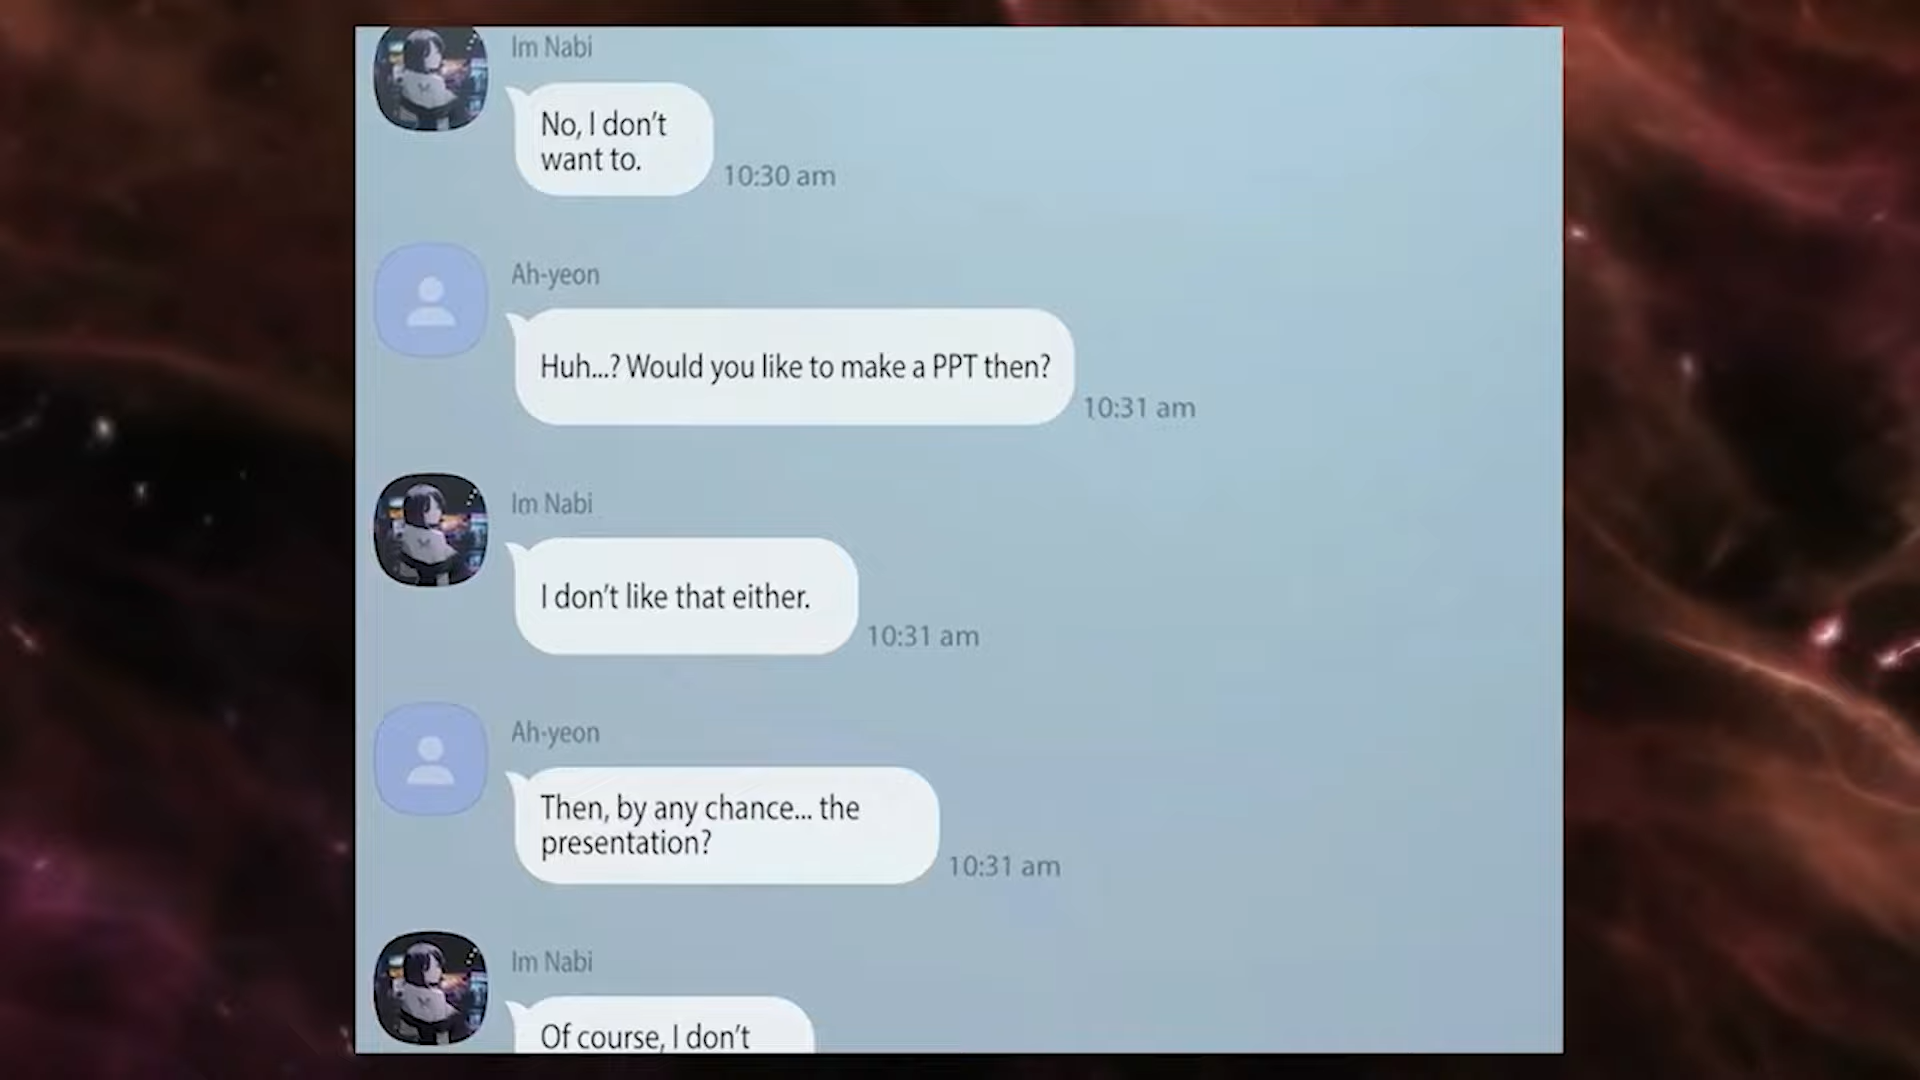 Im Nabi
No, I don't
want to.
10:30 am
Ah-yeon
Huh...? Would you like to make a PPT then?
10:31 am
Im Nabi
I don't like that either.
10:31 am
Ah-yeon
Then, by any chance... the
presentation?
10:31 am
Im Nabi
Of course, I don't